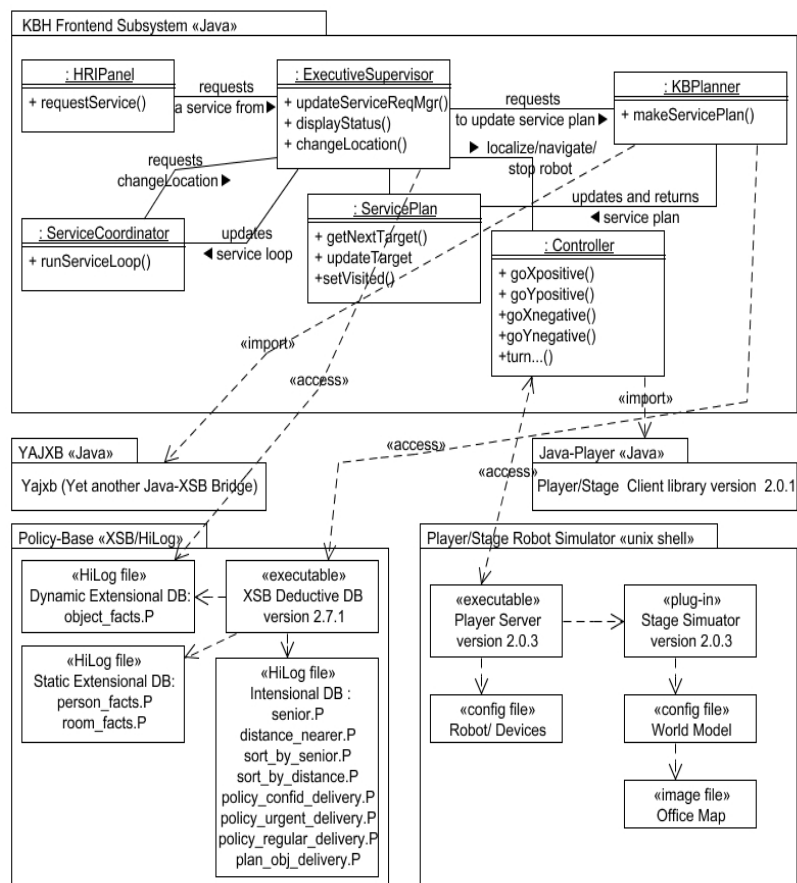 KBH Frontend Subsystem «Java»
: HRIPanel
+ requestService()
requests
a service from ▶
: ExecutiveSupervisor
+ updateServiceReqMgr()
+ displayStatus()
+ changeLocation()
requests
to update service plan ▶
: KBPlanner
+ makeServicePlan()
requests
changeLocation ▶
▶ localize/navigate/
stop robot
: ServiceCoordinator
+ runServiceLoop()
updates
◀ service loop
: ServicePlan
+ getNextTarget()
+ updateTarget
+setVisited()
updates and returns
◀ service plan
: Controller
+ goXpositive()
+ goYpositive()
+goXnegative()
+goYnegative()
+turn...()
«import»
«access»
«import»
«access»
«access»
YAJXB «Java»
Yajxb (Yet another Java-XSB Bridge)
Java-Player «Java»
Player/Stage Client library version 2.0.1
Policy-Base «XSB/HiLog»
«HiLog file»
Dynamic Extensional DB:
object_facts.P
«executable»
XSB Deductive DB
version 2.7.1
«HiLog file»
Static Extensional DB:
person_facts.P
room_facts.P
«HiLog file»
Intensional DB :
senior.P
distance_nearer.P
sort_by_senior.P
sort_by_distance.P
policy_confid_delivery.P
policy_urgent_delivery.P
policy_regular_delivery.P
plan_obj_delivery.P
Player/Stage Robot Simulator «unix shell»
«executable»
Player Server
version 2.0.3
«plug-in»
Stage Simuator
version 2.0.3
«config file»
Robot/ Devices
«config file»
World Model
«image file»
Office Map